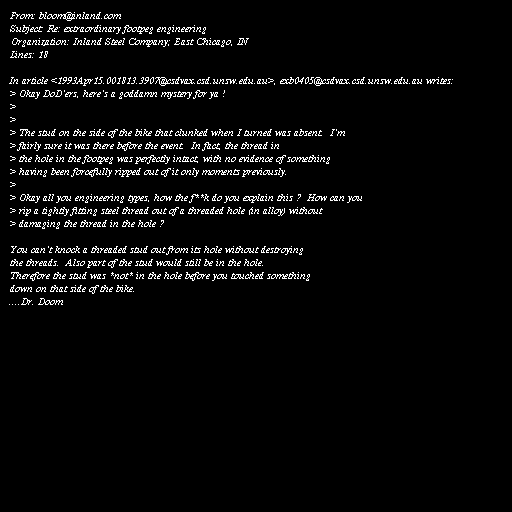 From: bloom@inland.com
Subject: Re: extraordinary footpeg engineering
Organization: Inland Steel Company; East Chicago, IN
Lines: 18

In article <1993Apr15.001813.3907@csdvax.csd.unsw.edu.au>, exb0405@csdvax.csd.unsw.edu.au writes:
> Okay DoD'ers, here's a goddamn mystery for ya !
>
>
> The stud on the side of the bike that clunked when I turned was absent.  I'm
> fairly sure it was there before the event.  In fact, the thread in
> the hole in the footpeg was perfectly intact, with no evidence of something
> having been forcefully ripped out of it only moments previously.
>
> Okay all you engineering types, how the f**k do you explain this ?  How can you
> rip a tightly fitting steel thread out of a threaded hole (in alloy) without
> damaging the thread in the hole ?

You can't knock a threaded stud out from its hole without destroying
the threads.  Also part of the stud would still be in the hole.
Therefore the stud was *not* in the hole before you touched something
down on that side of the bike.
....Dr. Doom